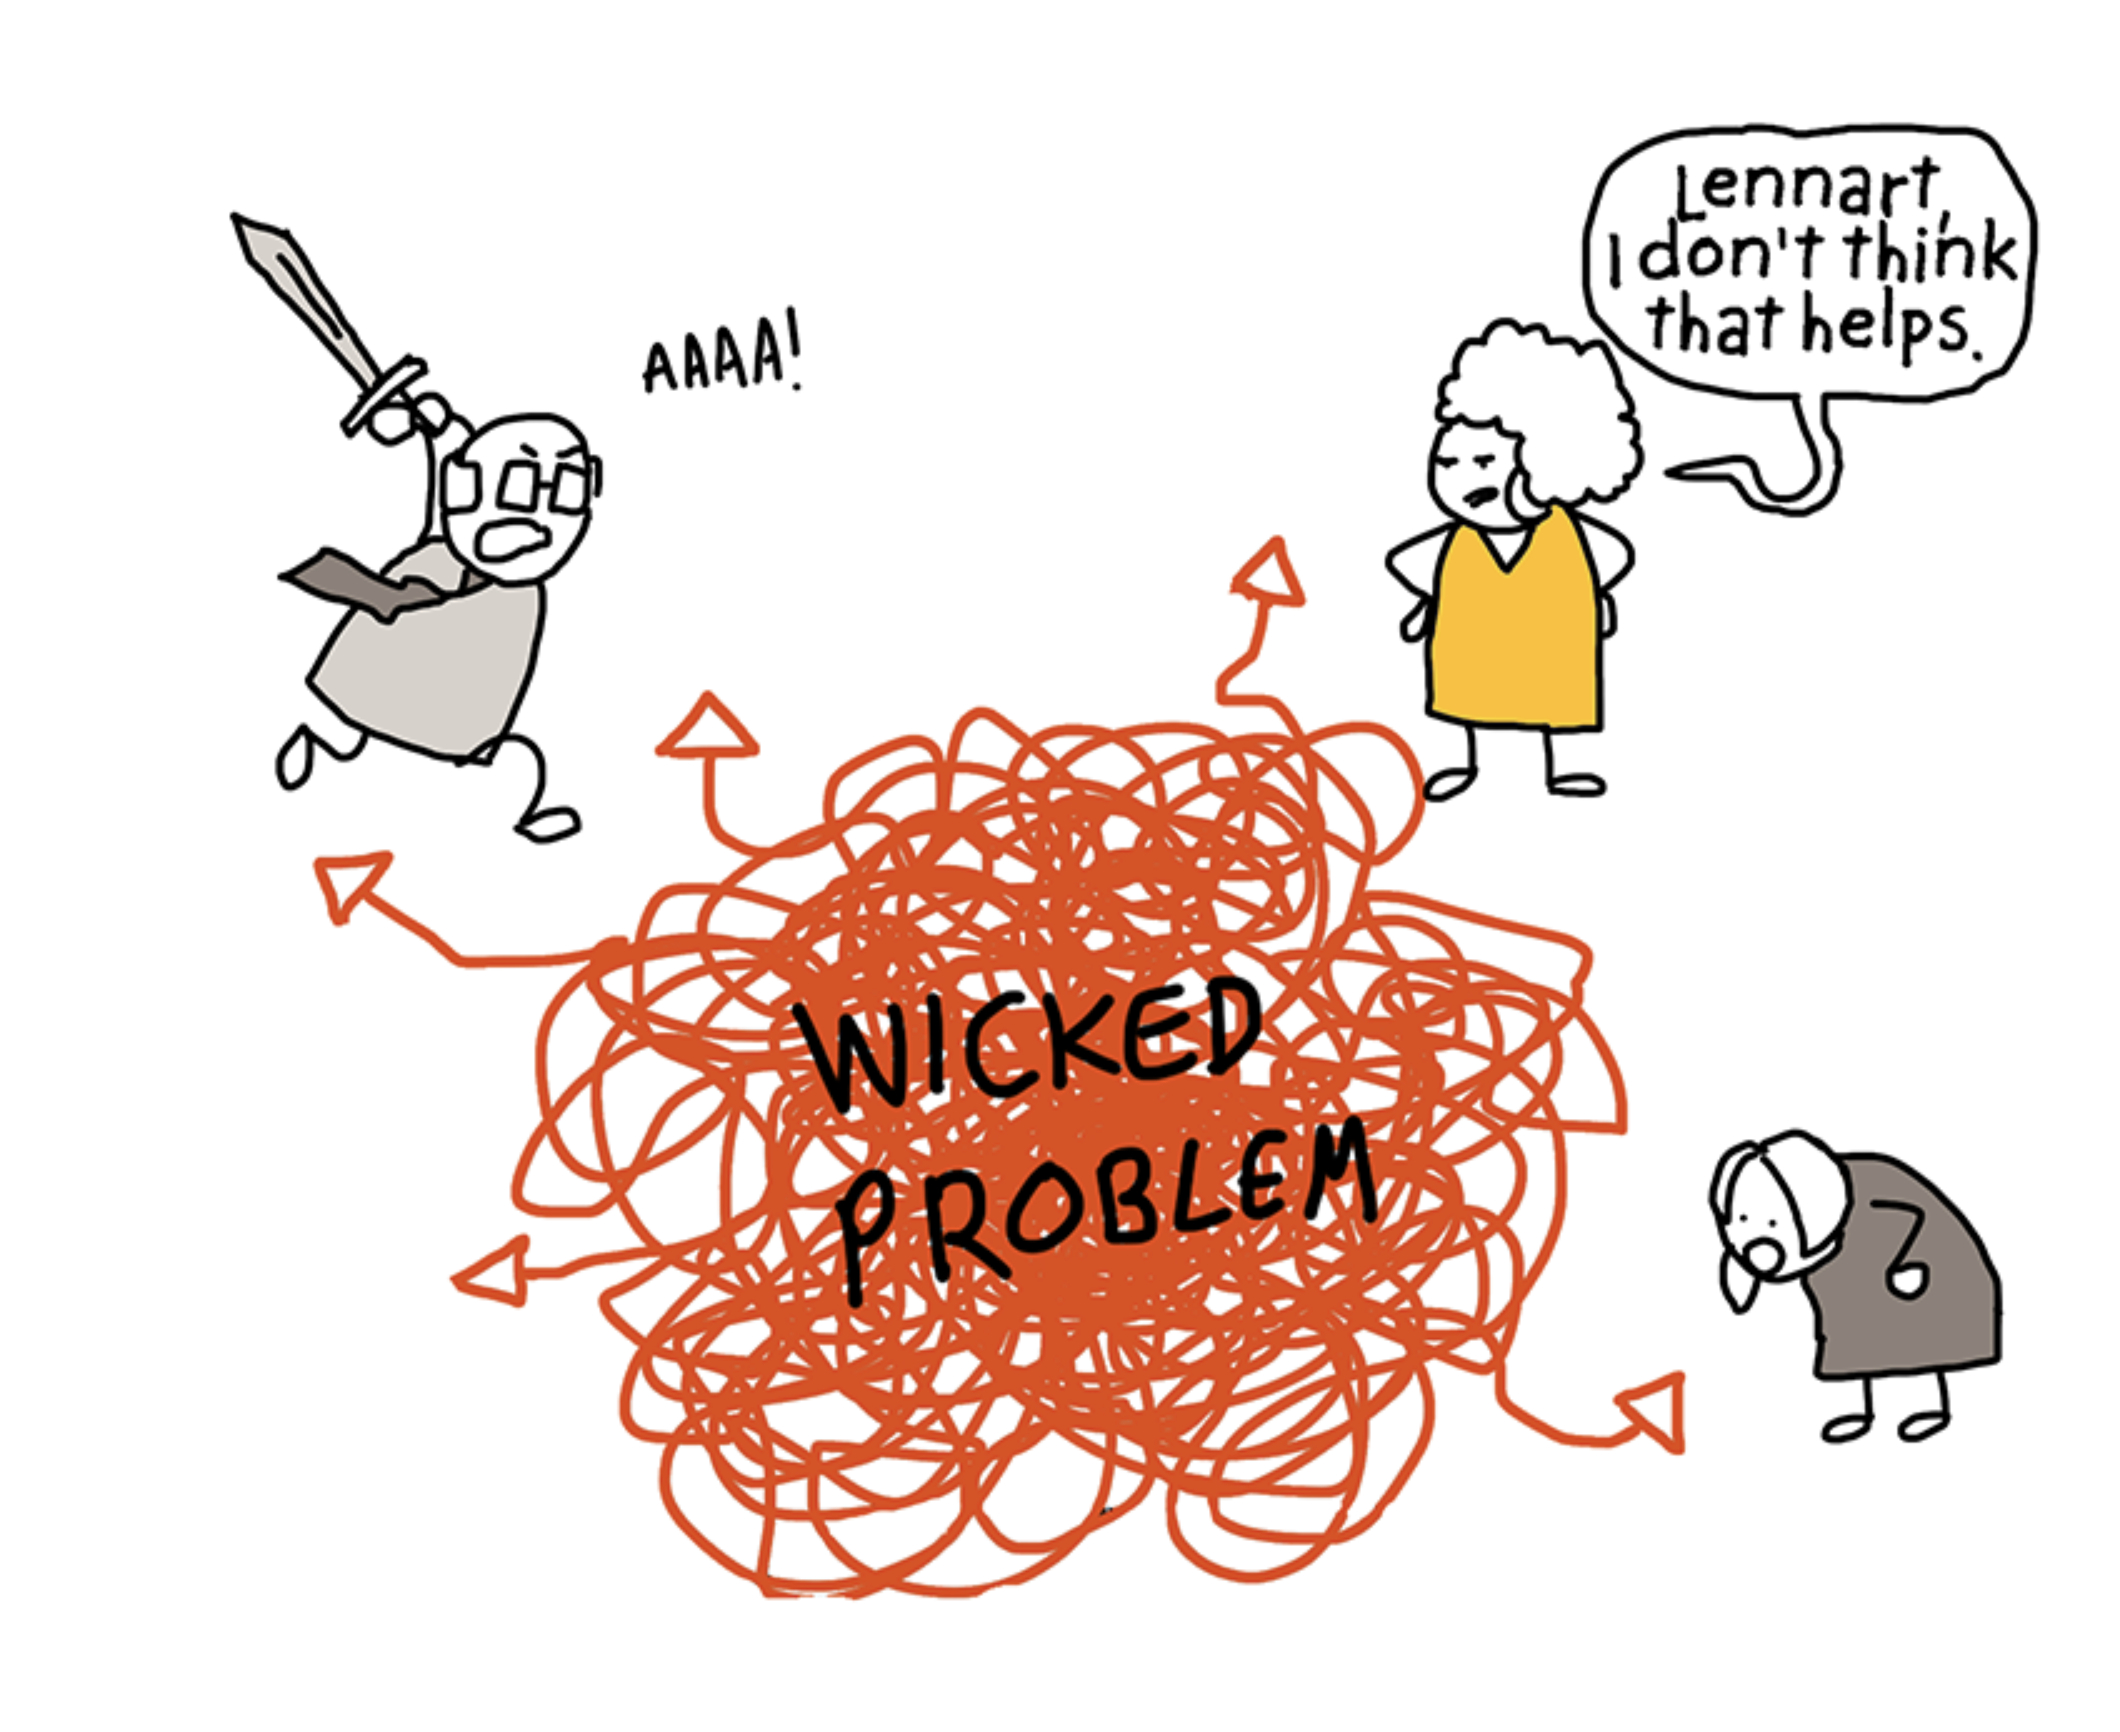 Lennart,
I don't think
that helps.
AAAA!
WICKED
PROBLEM